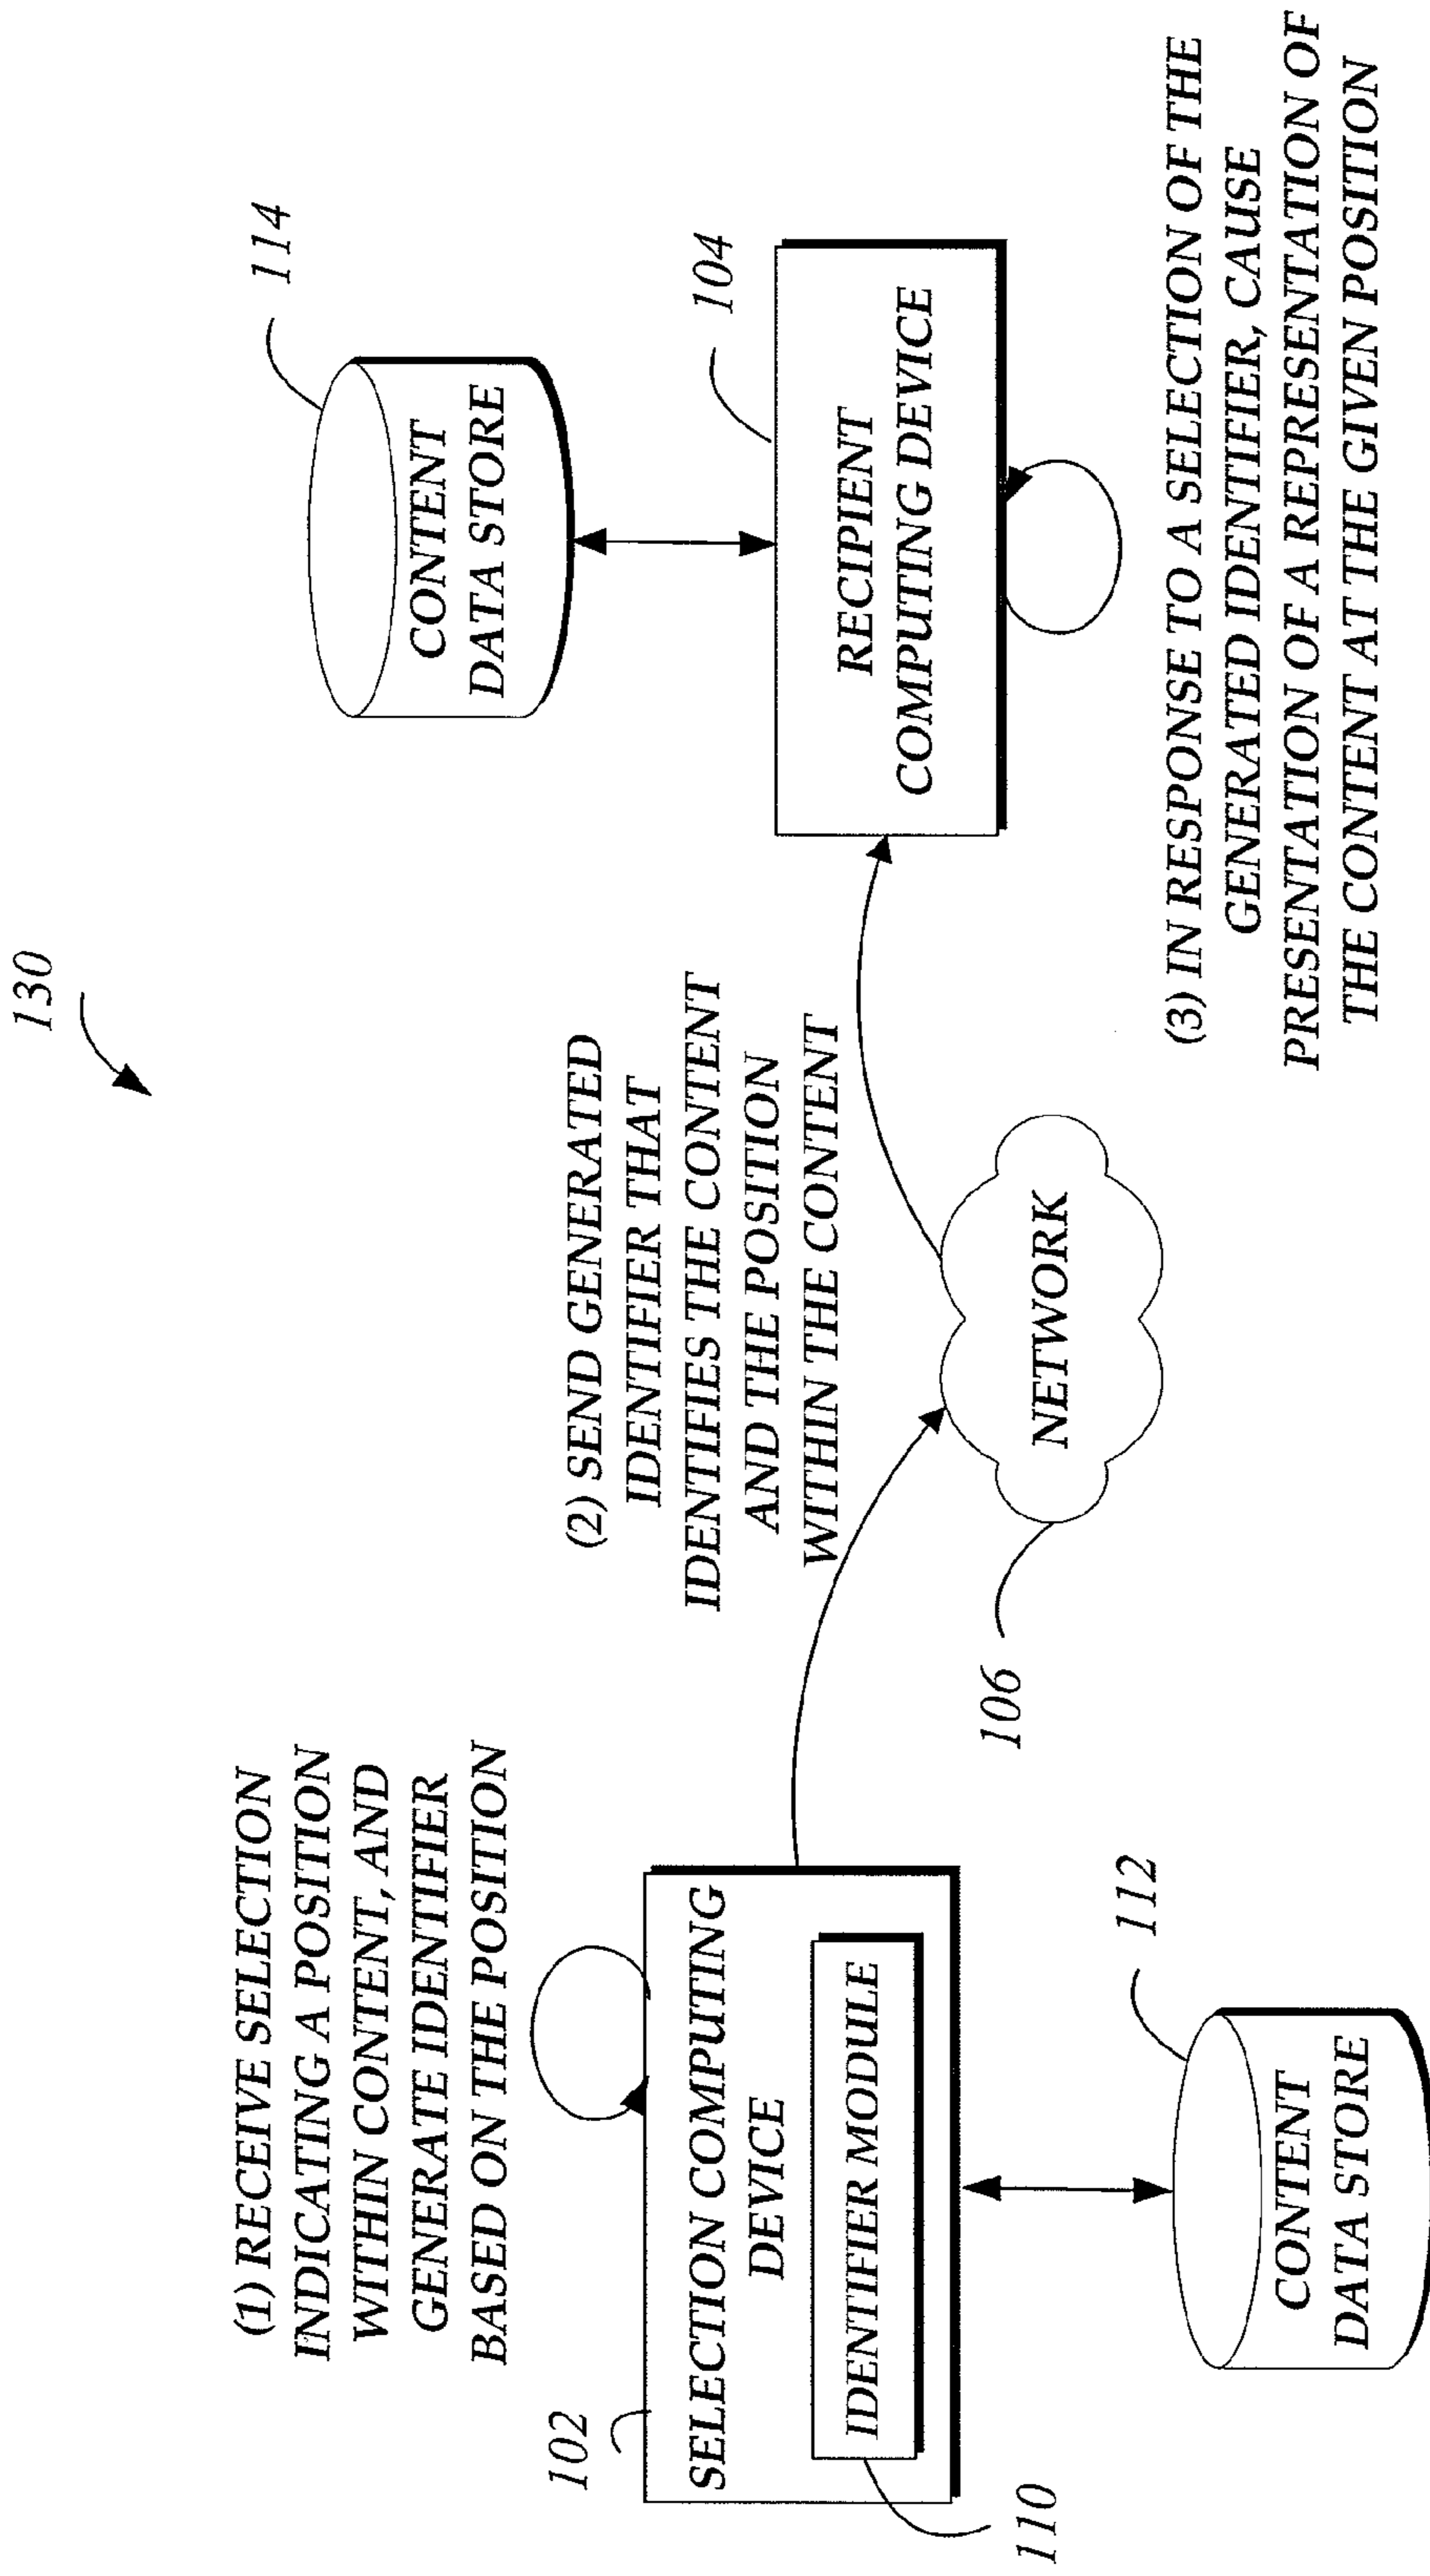 130
(1) RECEIVE SELECTION
INDICATING A POSITION
WITHIN CONTENT, AND
GENERATE IDENTIFIER
BASED ON THE POSITION
102
SELECTION COMPUTING
DEVICE
IDENTIFIER MODULE
110
112
CONTENT
DATA STORE
(2) SEND GENERATED
IDENTIFIER THAT
IDENTIFIES THE CONTENT
AND THE POSITION
WITHIN THE CONTENT
NETWORK
106
114
CONTENT
DATA STORE
104
RECIPIENT
COMPUTING DEVICE
(3) IN RESPONSE TO A SELECTION OF THE
GENERATED IDENTIFIER, CAUSE
PRESENTATION OF A REPRESENTATION OF
THE CONTENT AT THE GIVEN POSITION